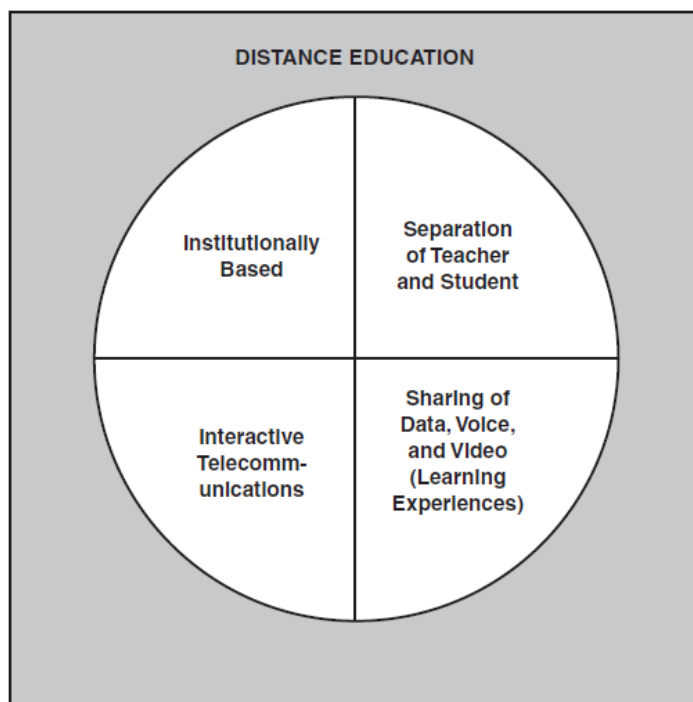 DISTANCE EDUCATION
Institutionally
Based
Separation
of Teacher
and Student
Interactive
Telecomm-
unications
Sharing of
Data, Voice,
and Video
(Learning
Experiences)